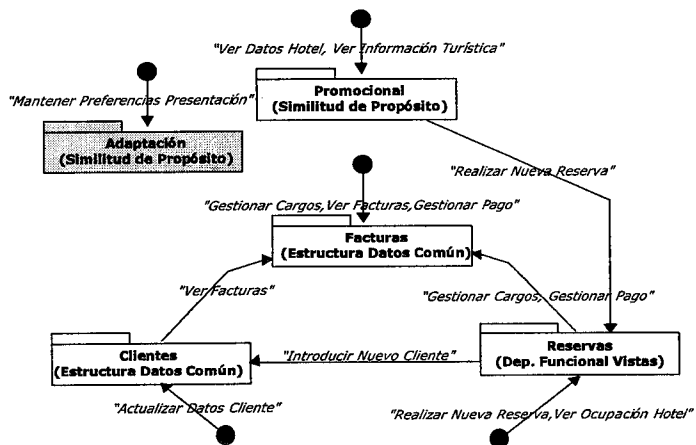 "Ver Datos Hotel, Ver Información Turística"
Promocional
(Similitud de Propósito)
"Mantener Preferencias Presentación"
Adaptación
(Similitud de Propósito)
"Realizar Nueva Reserva"
"Gestionar Cargos,Ver Facturas,Gestionar Pago"
Facturas
(Estructura Datos Común)
"Ver Facturas"
"Gestionar Cargos, Gestionar Pago"
Clientes
(Estructura Datos Común)
"Introducir Nuevo Cliente"
Reservas
(Dep. Funcional Vistas)
"Actualizar Datos Cliente"
"Realizar Nueva Reserva,Ver Ocupación Hotel"